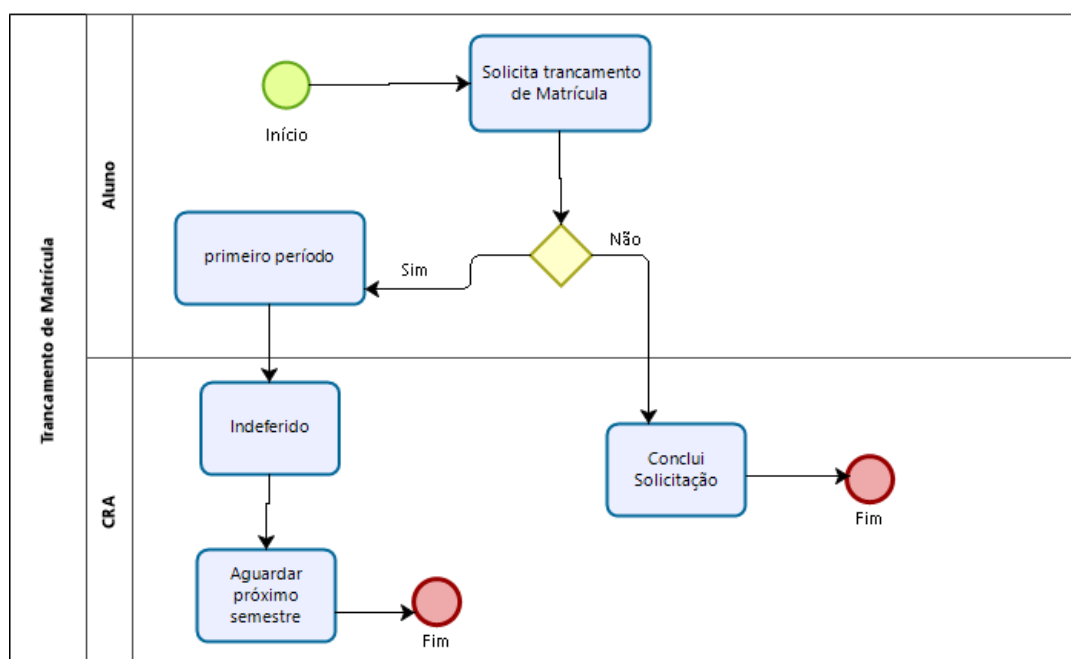 Trancamento de Matrícula
Aluno
Início
Solicita trancamento
de Matrícula
primeiro período
Sim
Não
CRA
Indeferido
Conclui
Solicitação
Fim
Aguardar
próximo
semestre
Fim